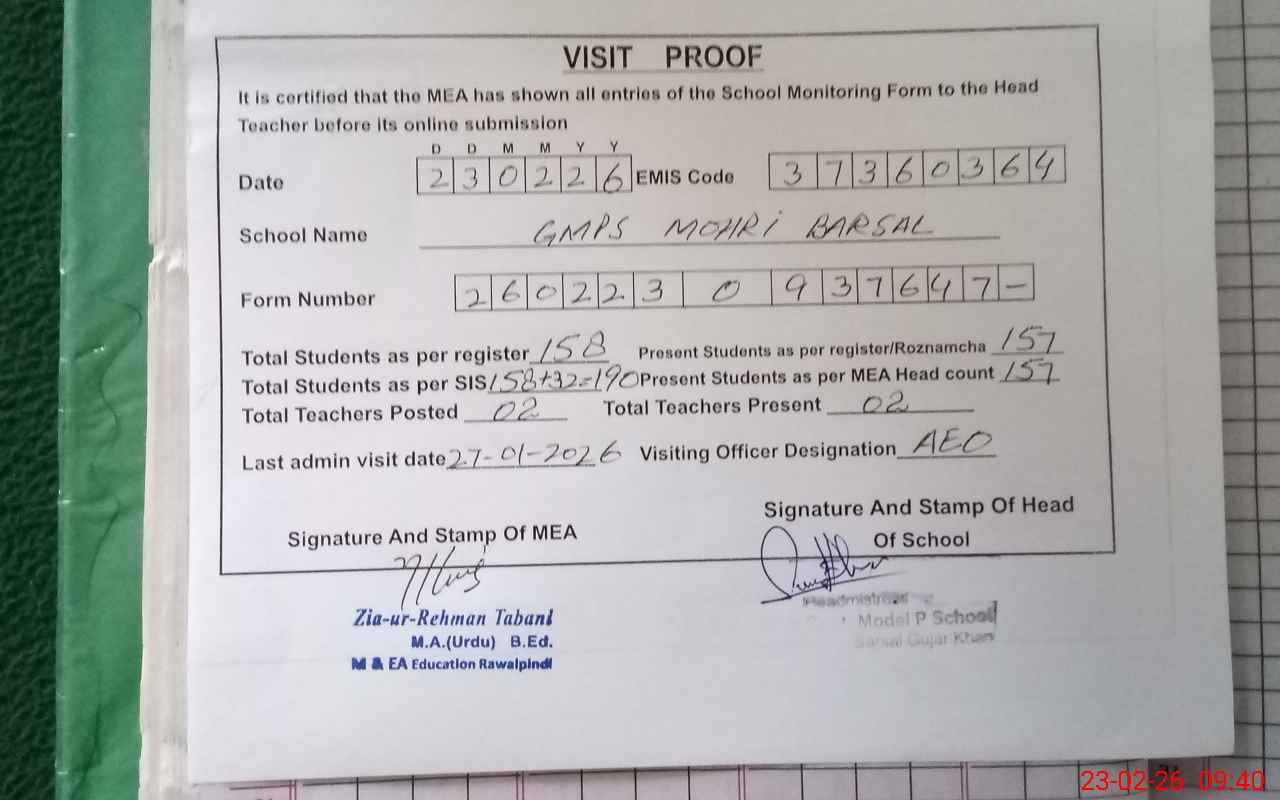 VISIT PROOF
It is certified that the MEA has shown all entries of the School Monitoring Form to the Head
Teacher before its online submission
D D M M Y Y
Date 2 3 0 2 2 6 EMIS Code 3 7 3 6 0 3 6 4
School Name GMPS MOHRi BARSAL
Form Number 2 6 0 2 2 3 0 9 3 7 6 4 7 -
Total Students as per register 158 Present Students as per register/Roznamcha 157
Total Students as per SIS 158+32=190 Present Students as per MEA Head count 157
Total Teachers Posted 02 Total Teachers Present 02
Last admin visit date 27-01-2026 Visiting Officer Designation AEO
Signature And Stamp Of MEA
Signature And Stamp Of Head
Of School
Zia-ur-Rehman Tabani
M.A.(Urdu) B.Ed.
M & EA Education Rawalpindi
Headmistress
Model P School
Gujar Khan
23-02-26 09:40